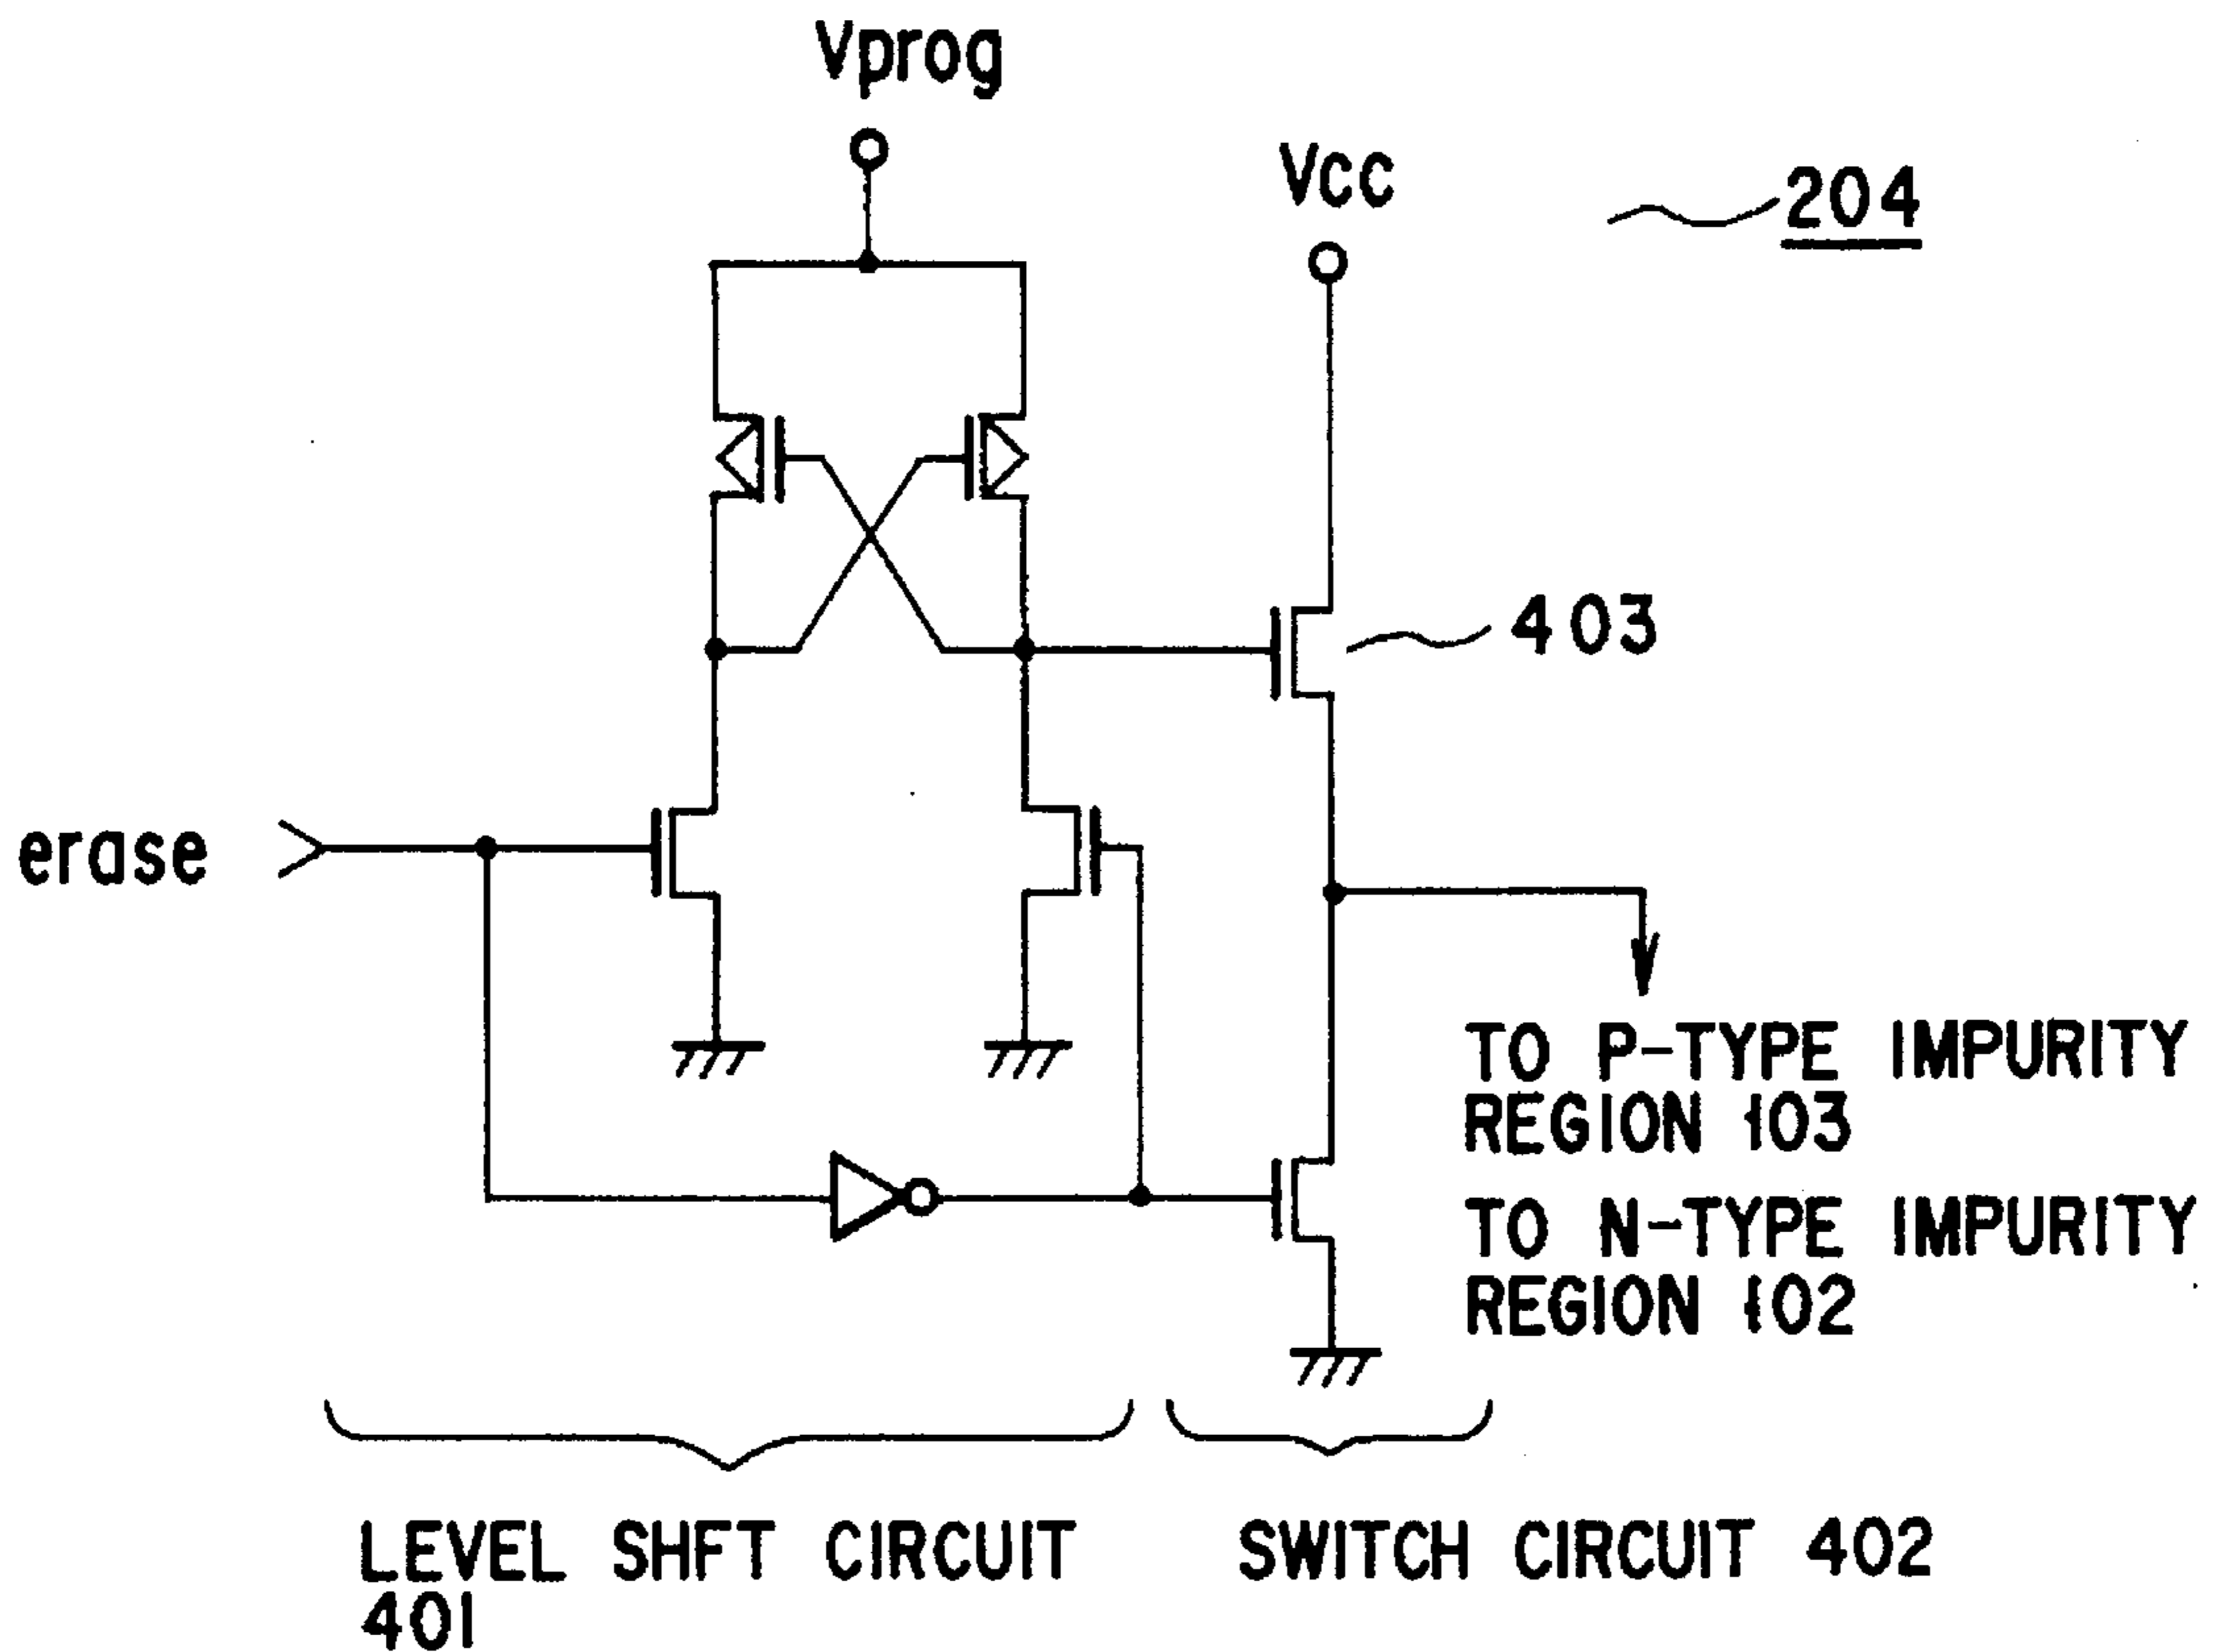 Vprog
Vcc
204
403
erase
TO P-TYPE IMPURITY
REGION 103
TO N-TYPE IMPURITY
REGION 102
LEVEL SHFT CIRCUIT
401
SWITCH CIRCUIT 402